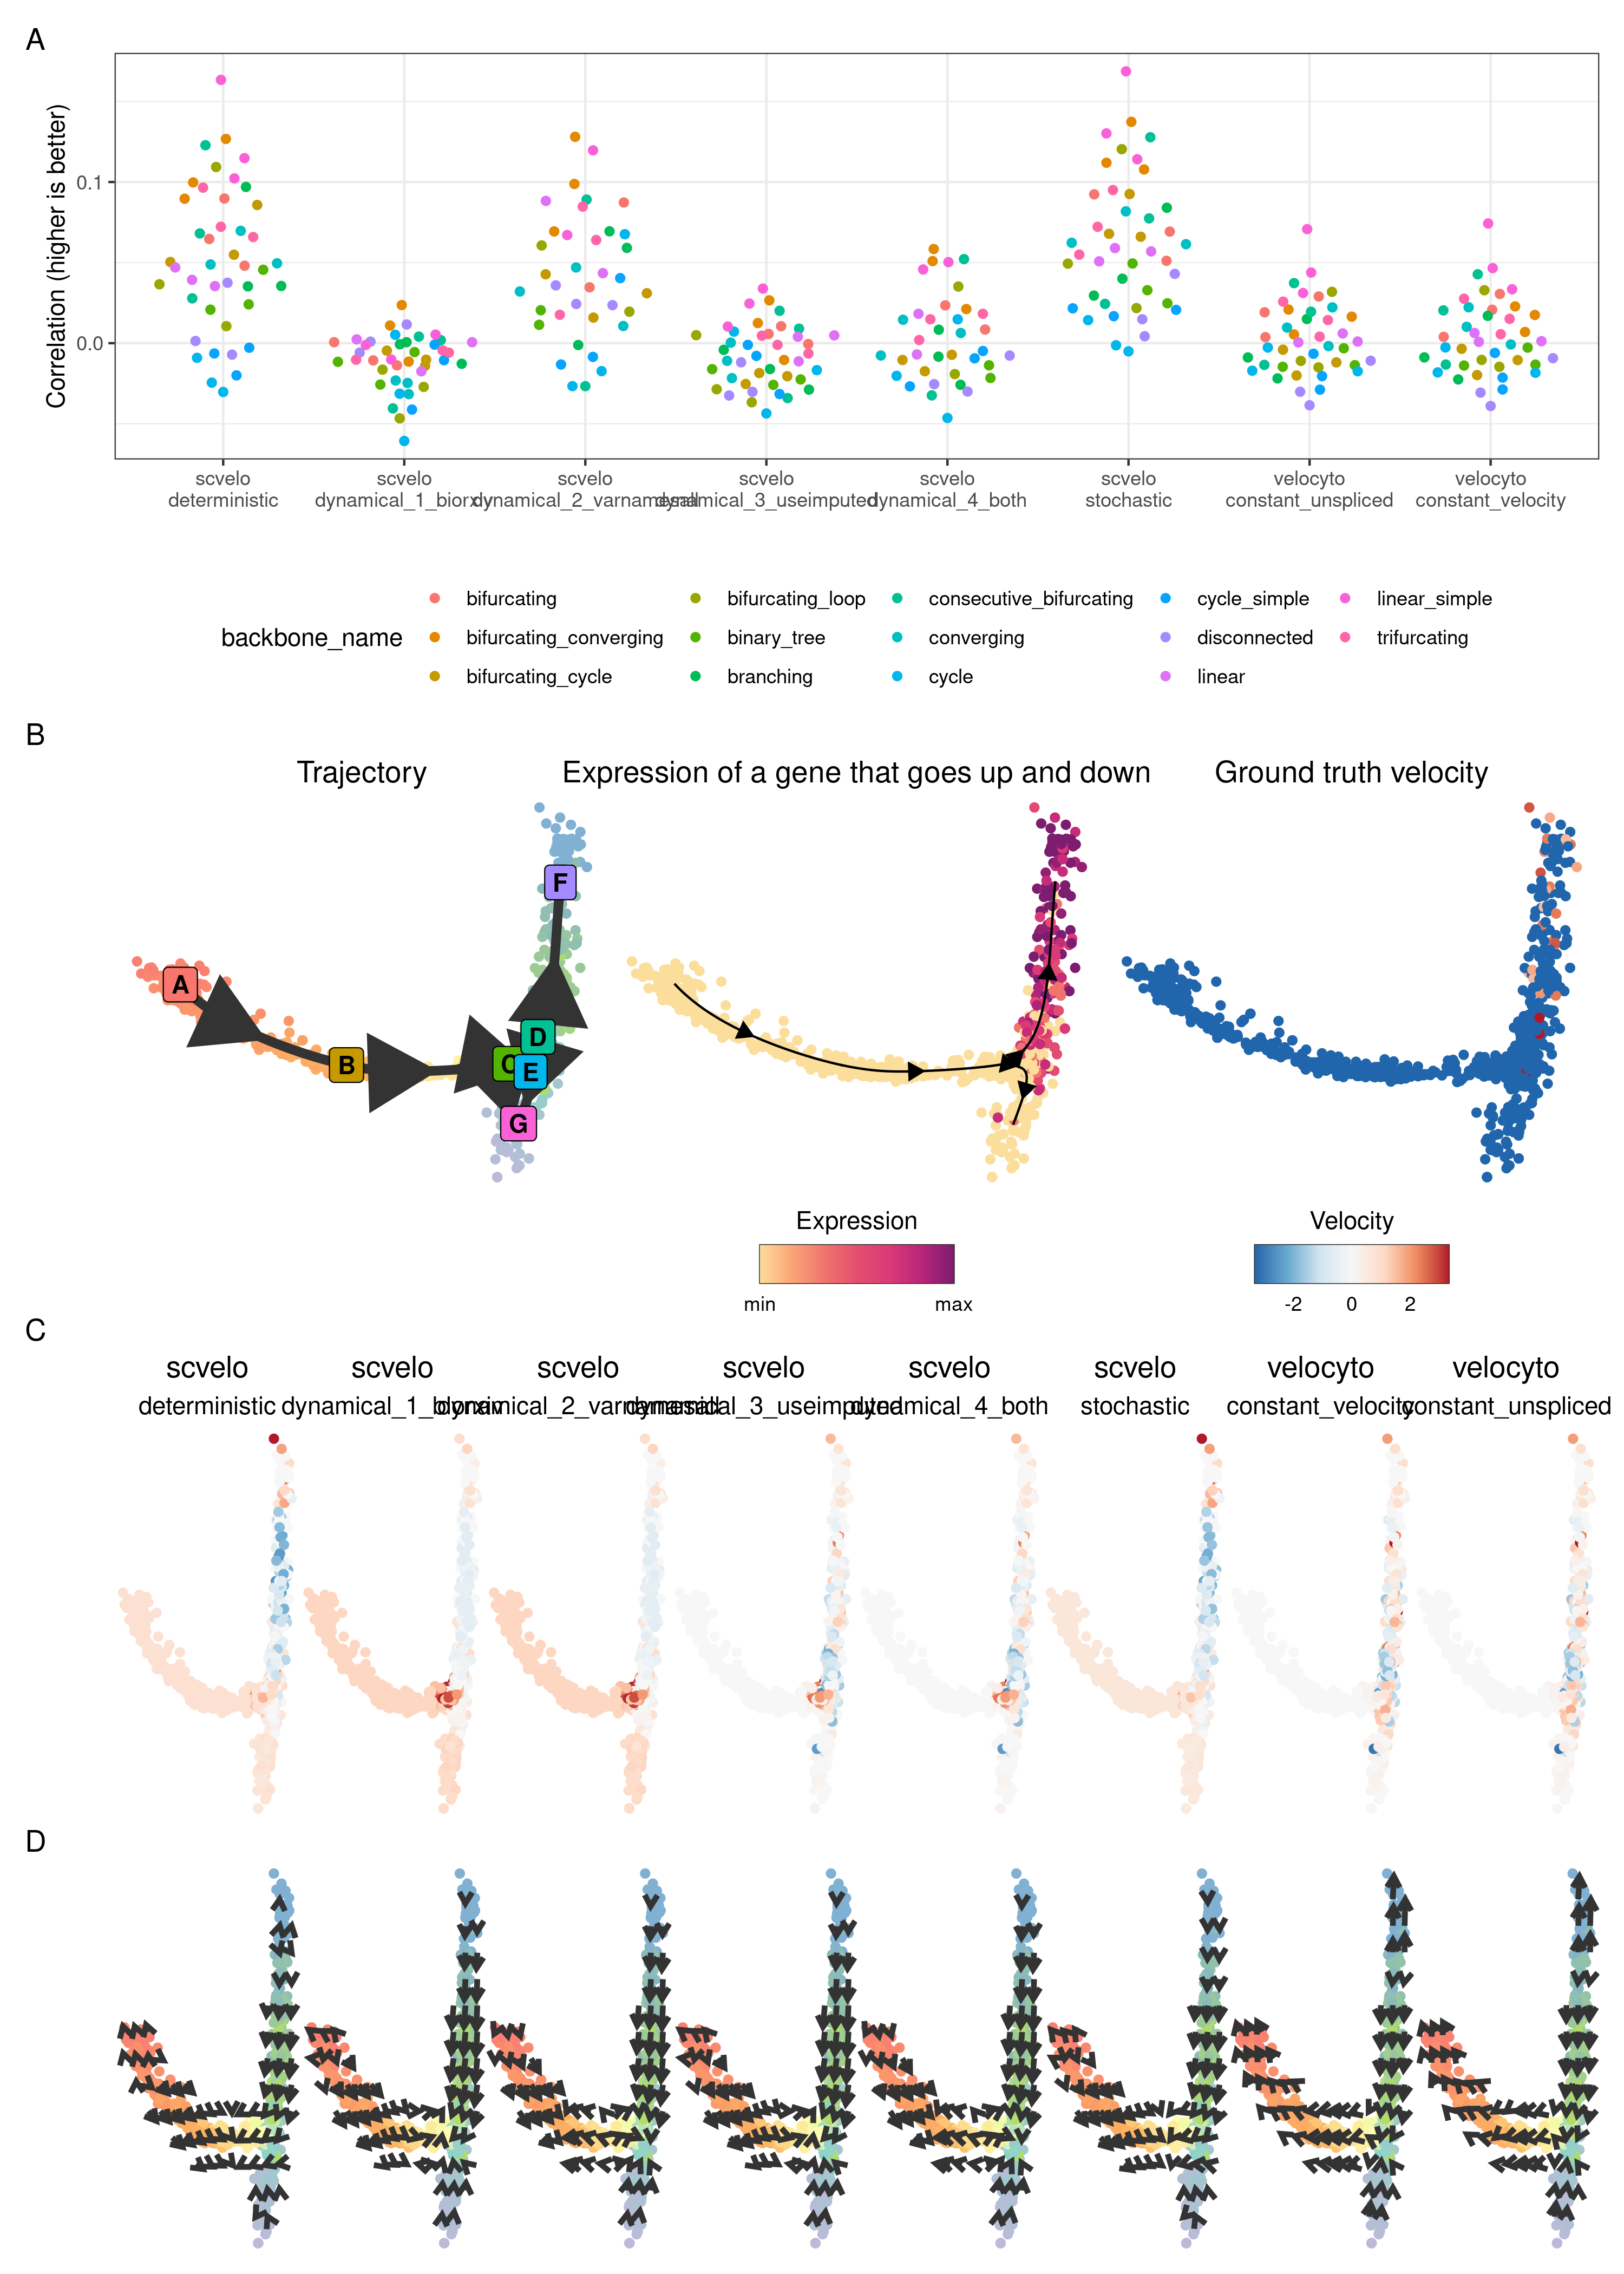 A
Correlation (higher is better)
0.1
0.0
scvelo scvelo scvelo scvelo scvelo scvelo velocyto velocyto
deterministic dynamical_1_biorxiv dynamical_2_varnamesall dynamical_3_useimputed dynamical_4_both stochastic constant_unspliced constant_velocity
backbone_name
bifurcating bifurcating_loop consecutive_bifurcating cycle_simple linear_simple
bifurcating_converging binary_tree converging disconnected trifurcating
bifurcating_cycle branching cycle linear
B
Trajectory Expression of a gene that goes up and down Ground truth velocity
F
A
D
B C E
G
Expression Velocity
min max -2 0 2
C
scvelo scvelo scvelo scvelo scvelo scvelo velocyto velocyto
deterministic dynamical_1_biorxiv dynamical_2_varnamesall dynamical_3_useimputed dynamical_4_both stochastic constant_velocity constant_unspliced
D